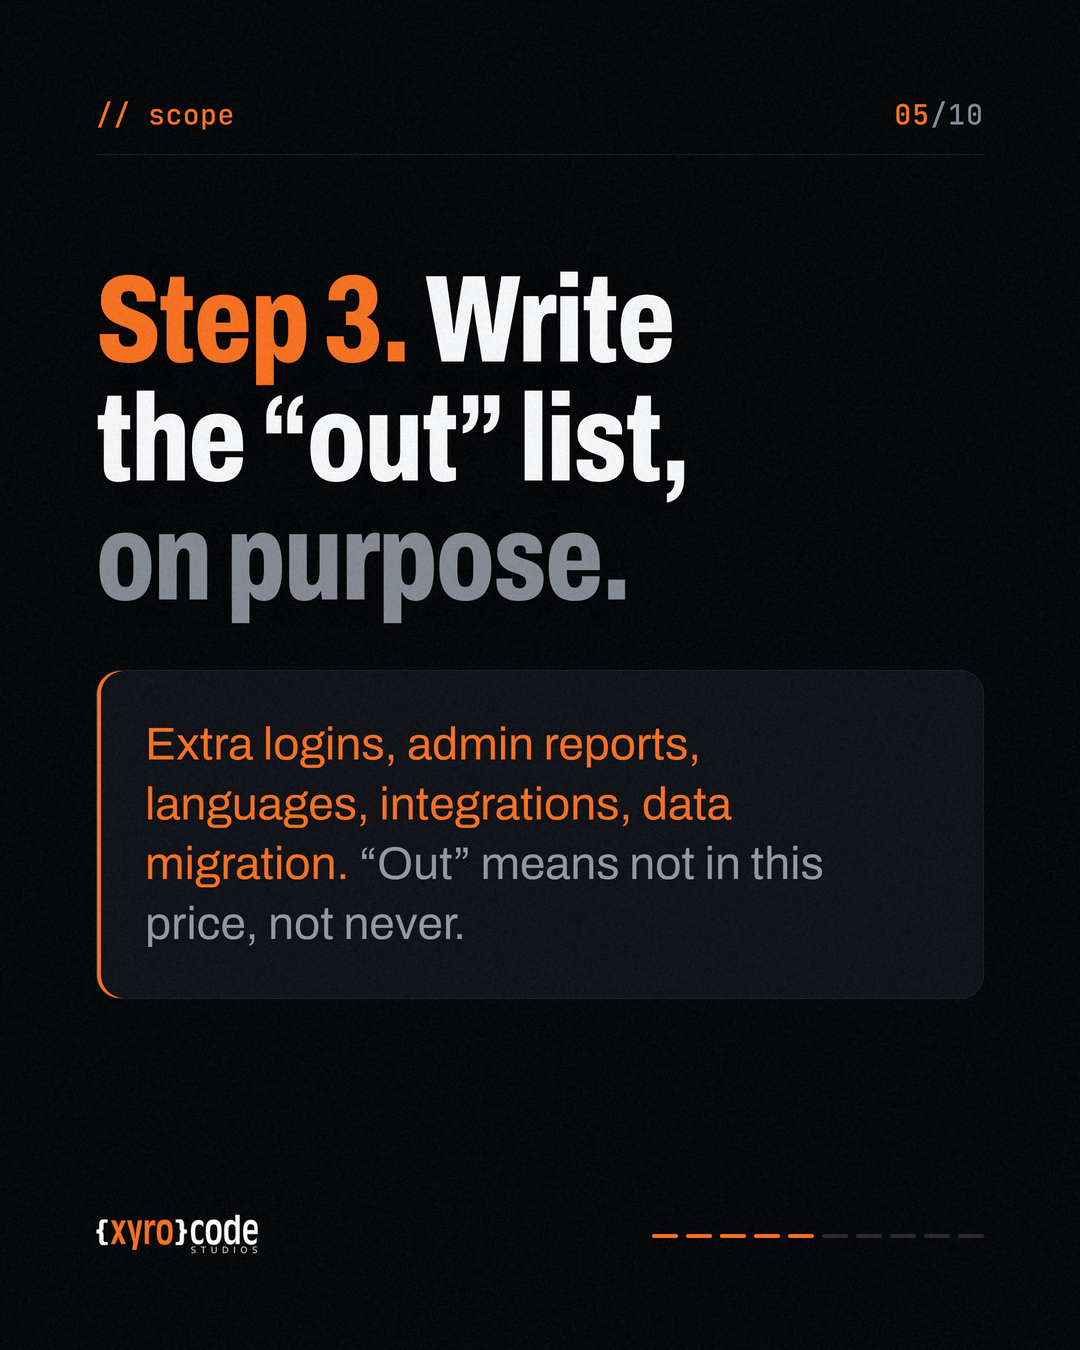 // scope
05/10
Step 3. Write
the “out” list,
on purpose.
Extra logins, admin reports,
languages, integrations, data
migration. “Out” means not in this
price, not never.
{xyro}code
STUDIOS